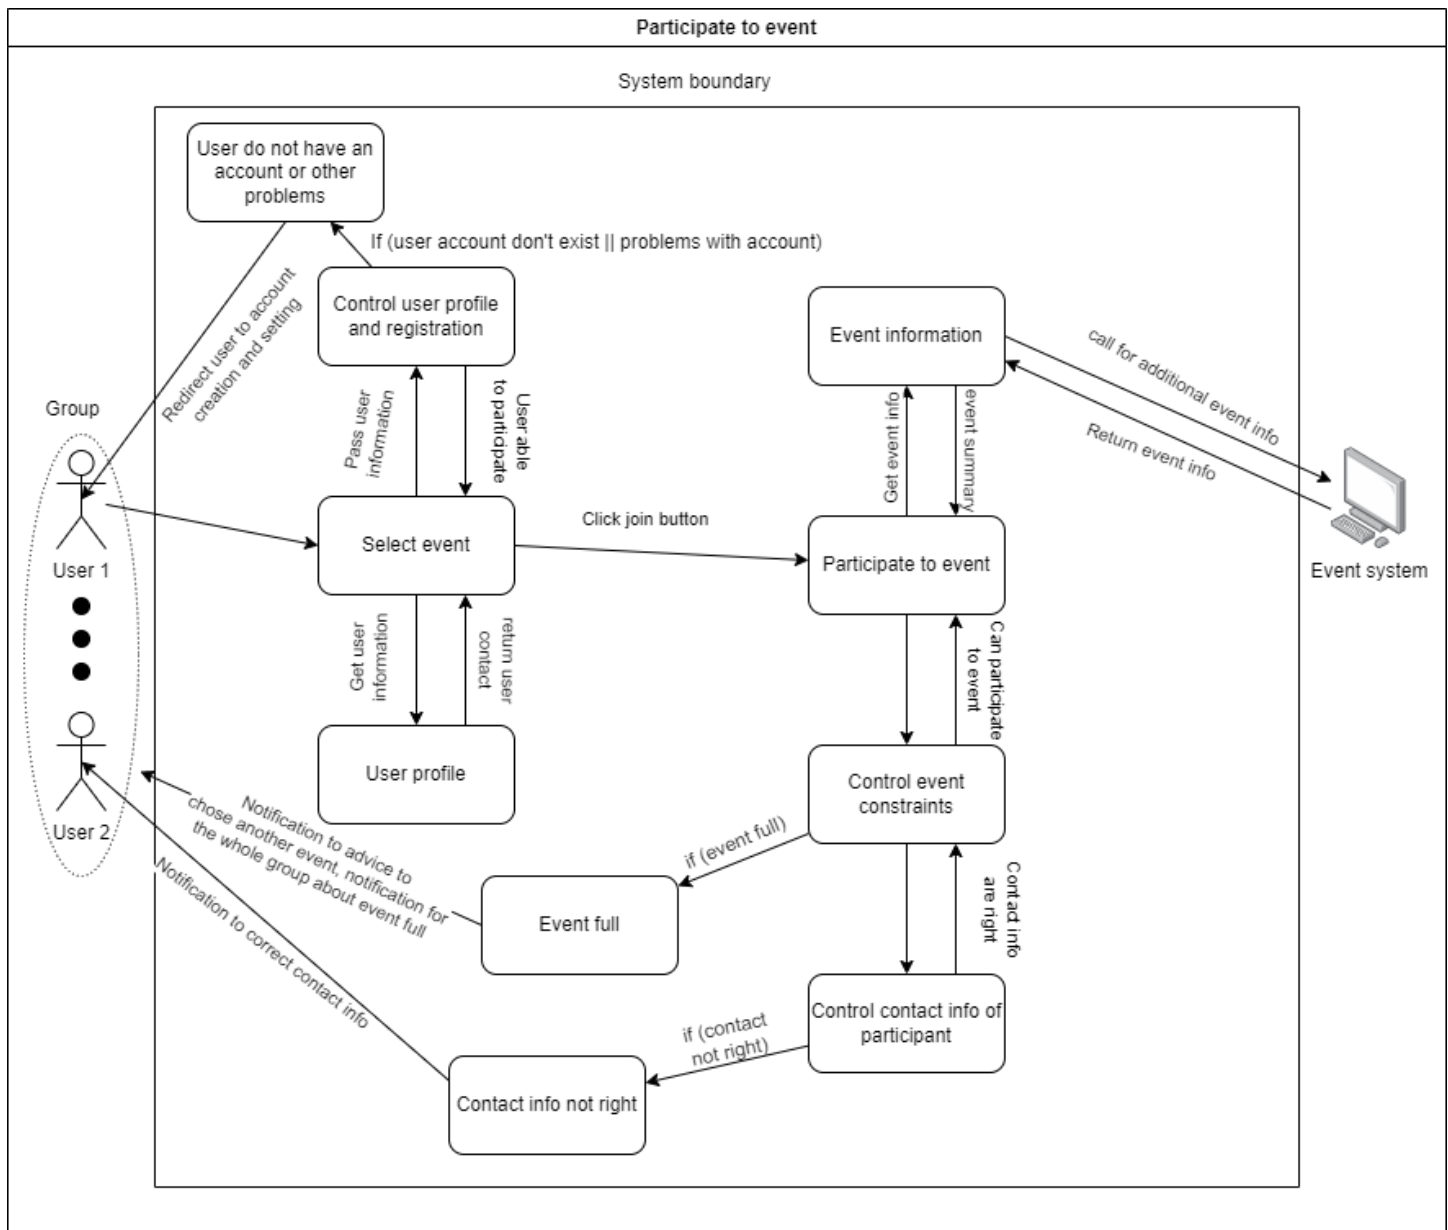 Participate to event
System boundary
User do not have an
account or other
problems
If (user account don't exist || problems with account)
Redirect user to account
creation and setting
Control user profile
and registration
Event information
call for additional event info
Return event info
Group
Pass user
information
User able
to participate
Get event info
event summary
Click join button
Select event
Participate to event
User 1
Event system
Get user
information
return user
contact
Can participate
to event
User profile
Control event
constraints
User 2
Notification to advice to
chose another event, notification for
the whole group about event full
if (event full)
Notification to correct contact info
Event full
Contact info
are right
Control contact info of
participant
if (contact
not right)
Contact info not right